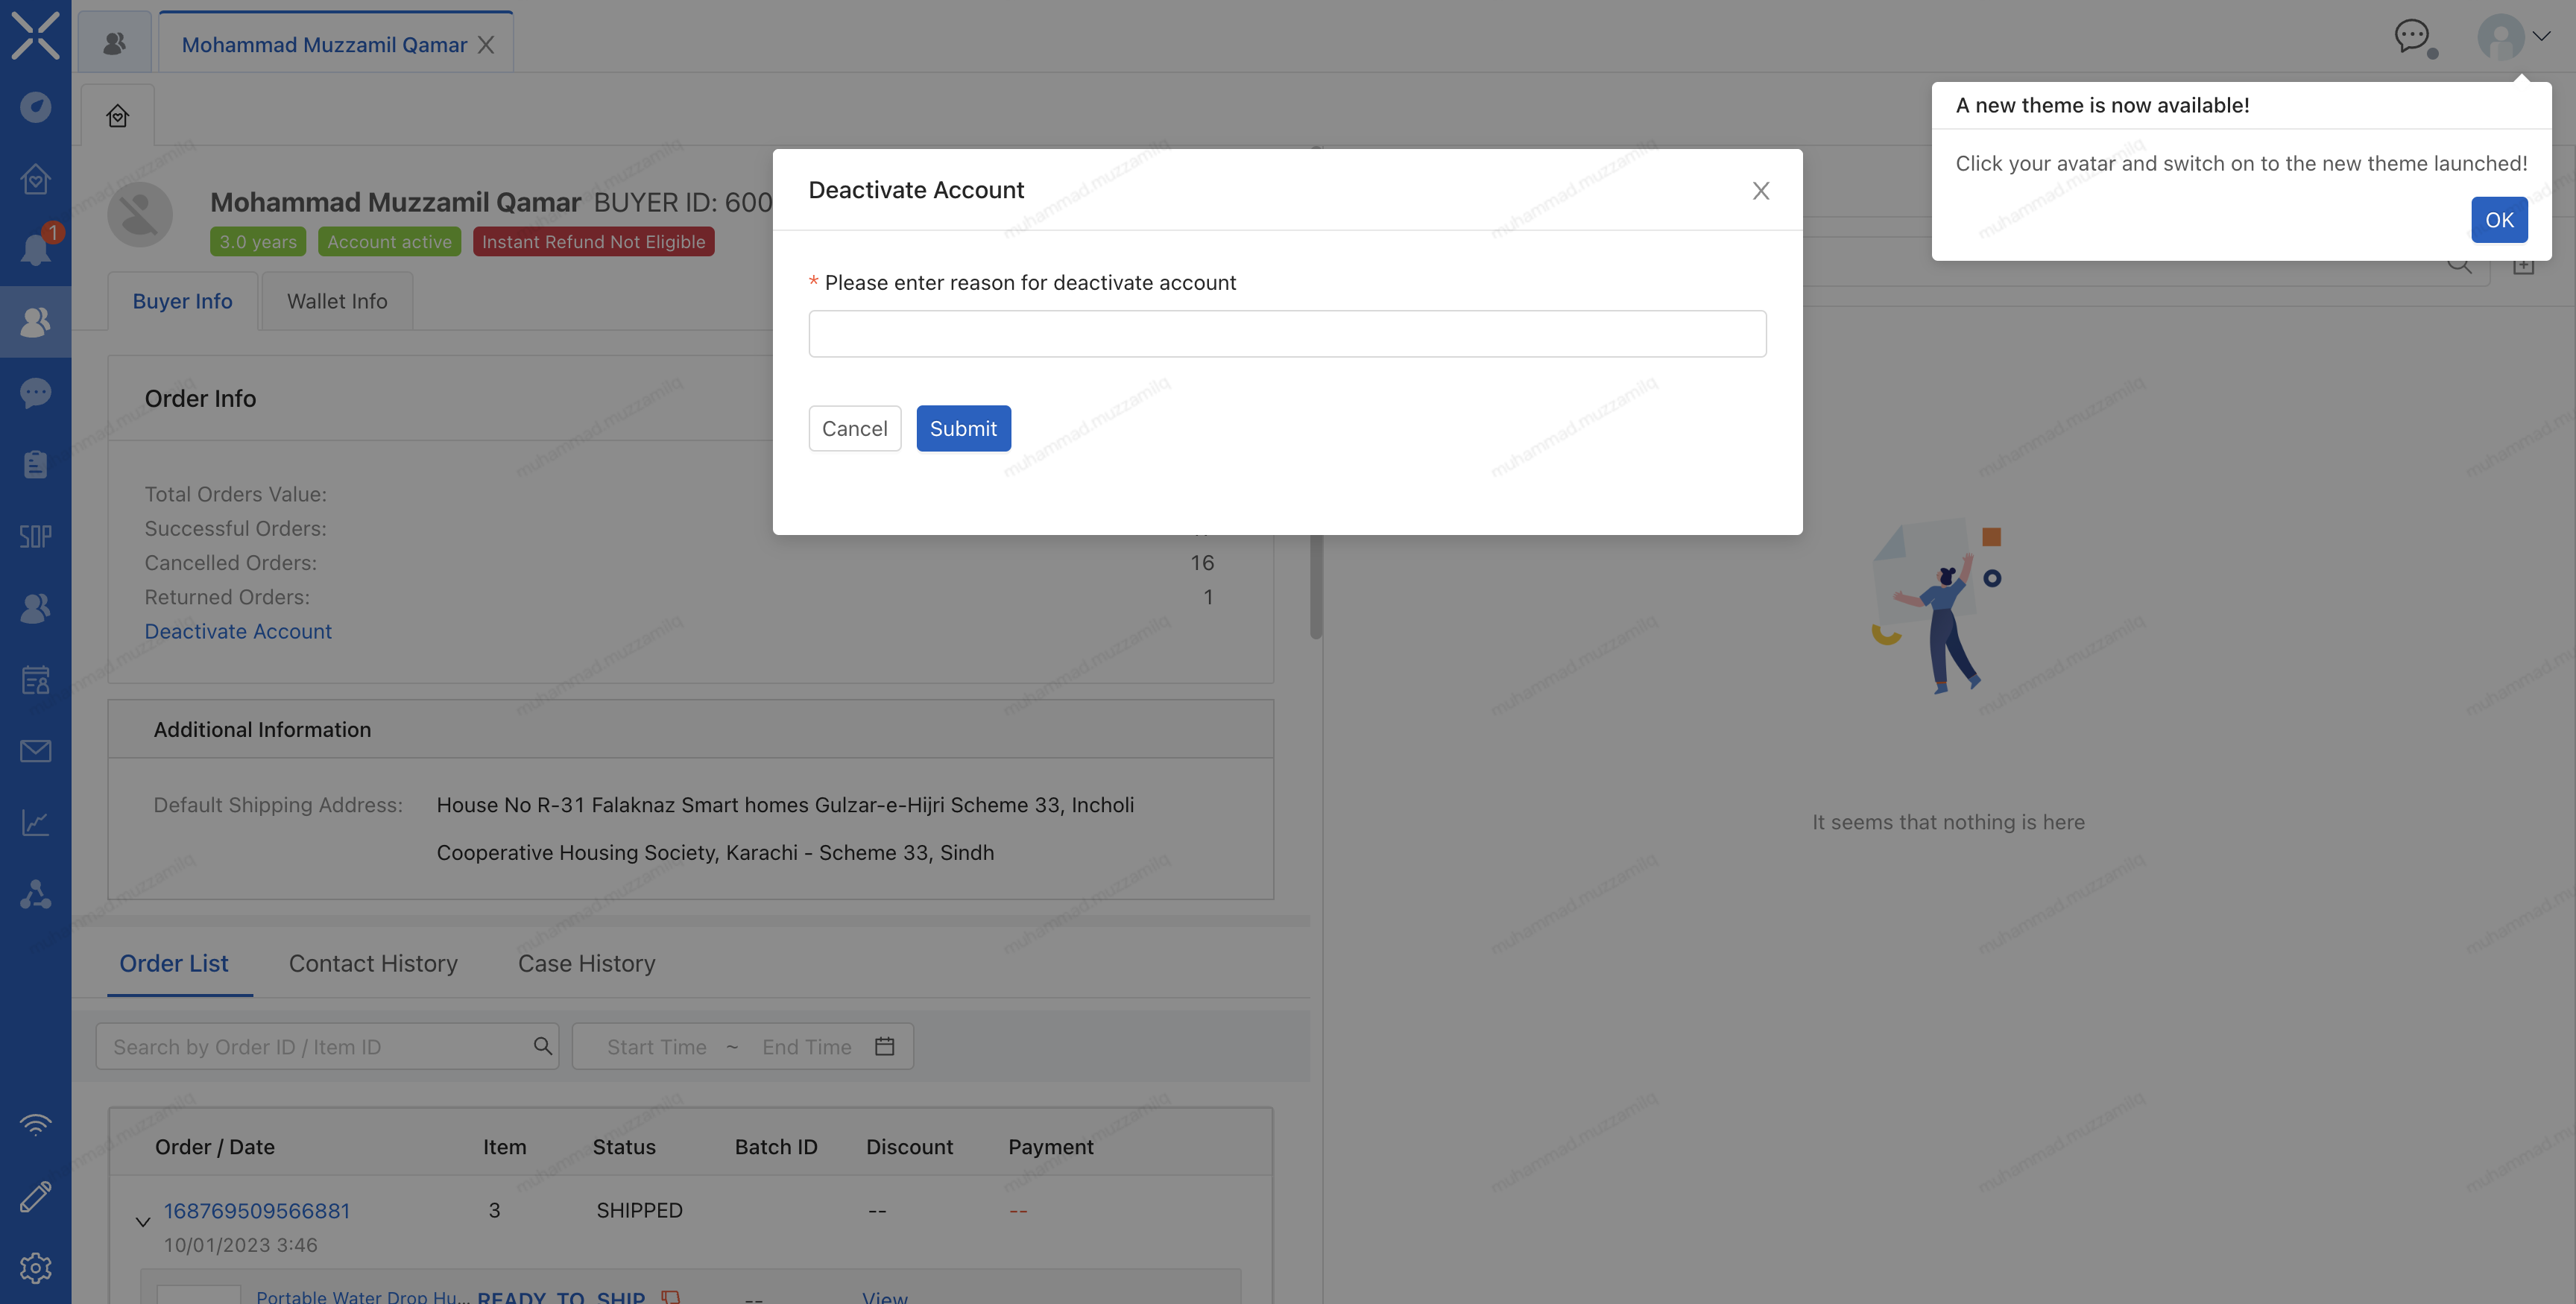 Mohammad Muzzamil Qamar
A new theme is now available!
Click your avatar and switch on to the new theme launched!
OK
1
Mohammad Muzzamil Qamar BUYER ID: 600
3.0 years Account active Instant Refund Not Eligible
Buyer Info Wallet Info
Deactivate Account
* Please enter reason for deactivate account
Cancel Submit
Order Info
Total Orders Value:
Successful Orders:
Cancelled Orders: 16
Returned Orders: 1
Deactivate Account
SOP
Additional Information
Default Shipping Address: House No R-31 Falaknaz Smart homes Gulzar-e-Hijri Scheme 33, Incholi
Cooperative Housing Society, Karachi - Scheme 33, Sindh
It seems that nothing is here
Order List Contact History Case History
Search by Order ID / Item ID Start Time ~ End Time
Order / Date Item Status Batch ID Discount Payment
168769509566881 3 SHIPPED -- --
10/01/2023 3:46
Portable Water Drop Hu... READY_TO_SHIP -- View
muhammad.muzzamilq